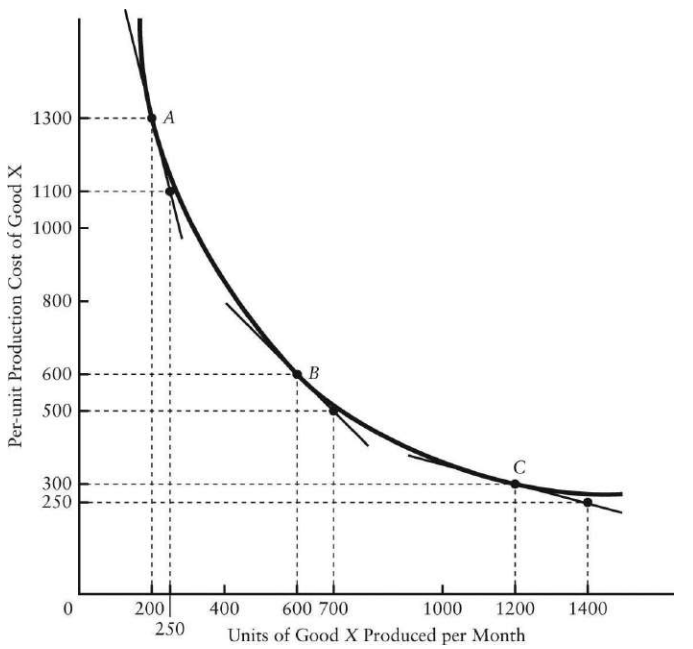 Per-unit Production Cost of Good X
1300
A
1100
1000
800
600
B
500
300
C
250
0
200 400 600 700 1000 1200 1400
250
Units of Good X Produced per Month